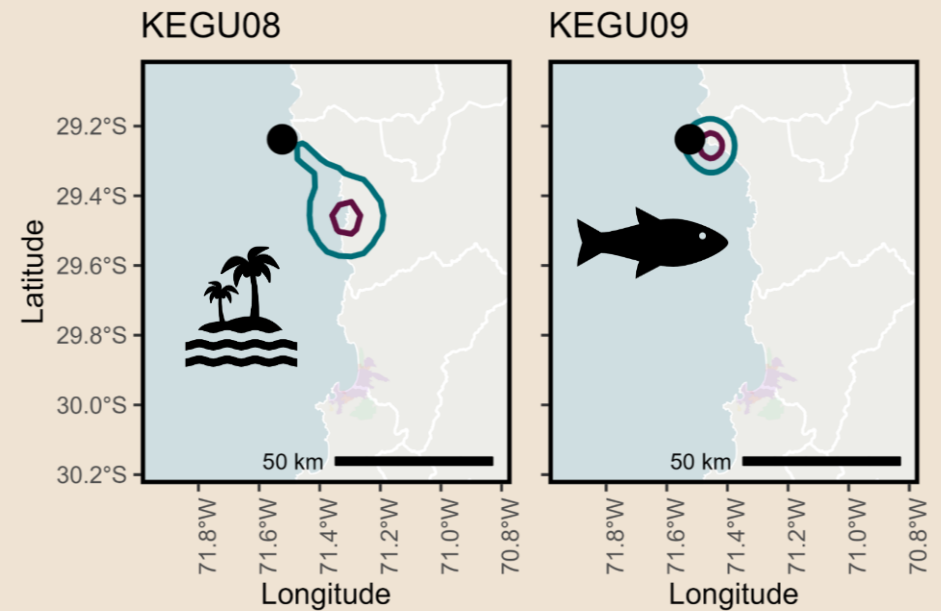 KEGU08
KEGU09
Latitude
29.2°S
29.4°S
29.6°S
29.8°S
30.0°S
30.2°S
50 km
50 km
71.8°W
71.6°W
71.4°W
71.2°W
71.0°W
70.8°W
71.8°W
71.6°W
71.4°W
71.2°W
71.0°W
70.8°W
Longitude
Longitude